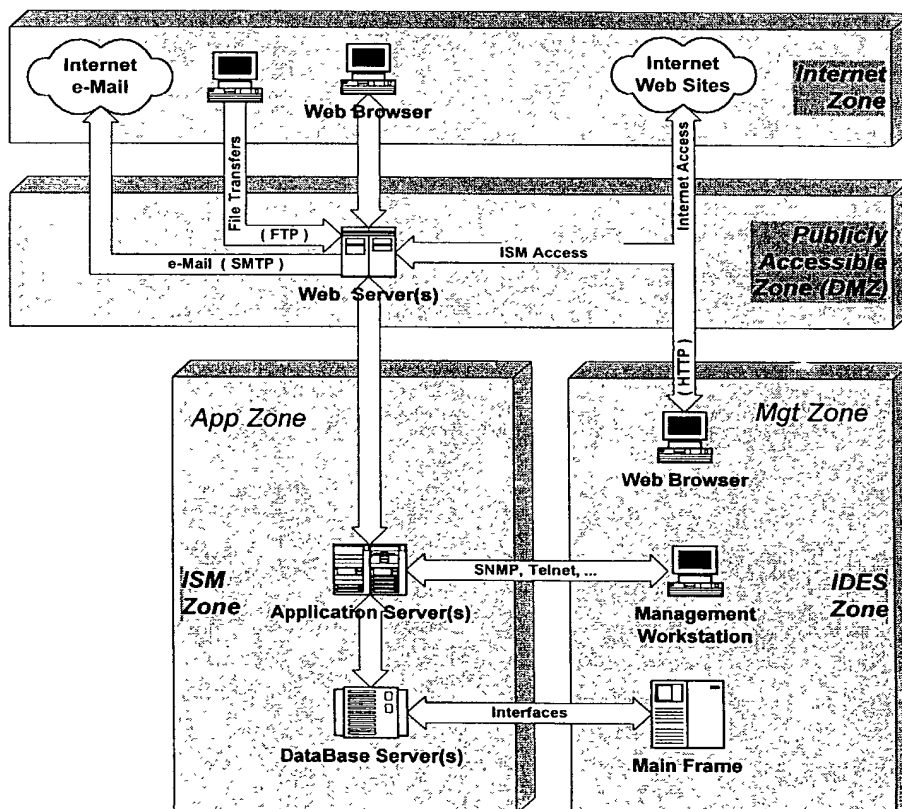 Internet
e-Mail
Web Browser
Internet
Web Sites
Internet
Zone
File Transfers
Internet Access
( FTP )
e-Mail ( SMTP )
ISM Access
Web Server(s)
Publicly
Accessible
Zone (DMZ)
HTTP )
App Zone
Mgt Zone
Web Browser
ISM
Zone
Application Server(s)
SNMP, Telnet, ...
Management
Workstation
IDES
Zone
Interfaces
DataBase Server(s)
Main Frame